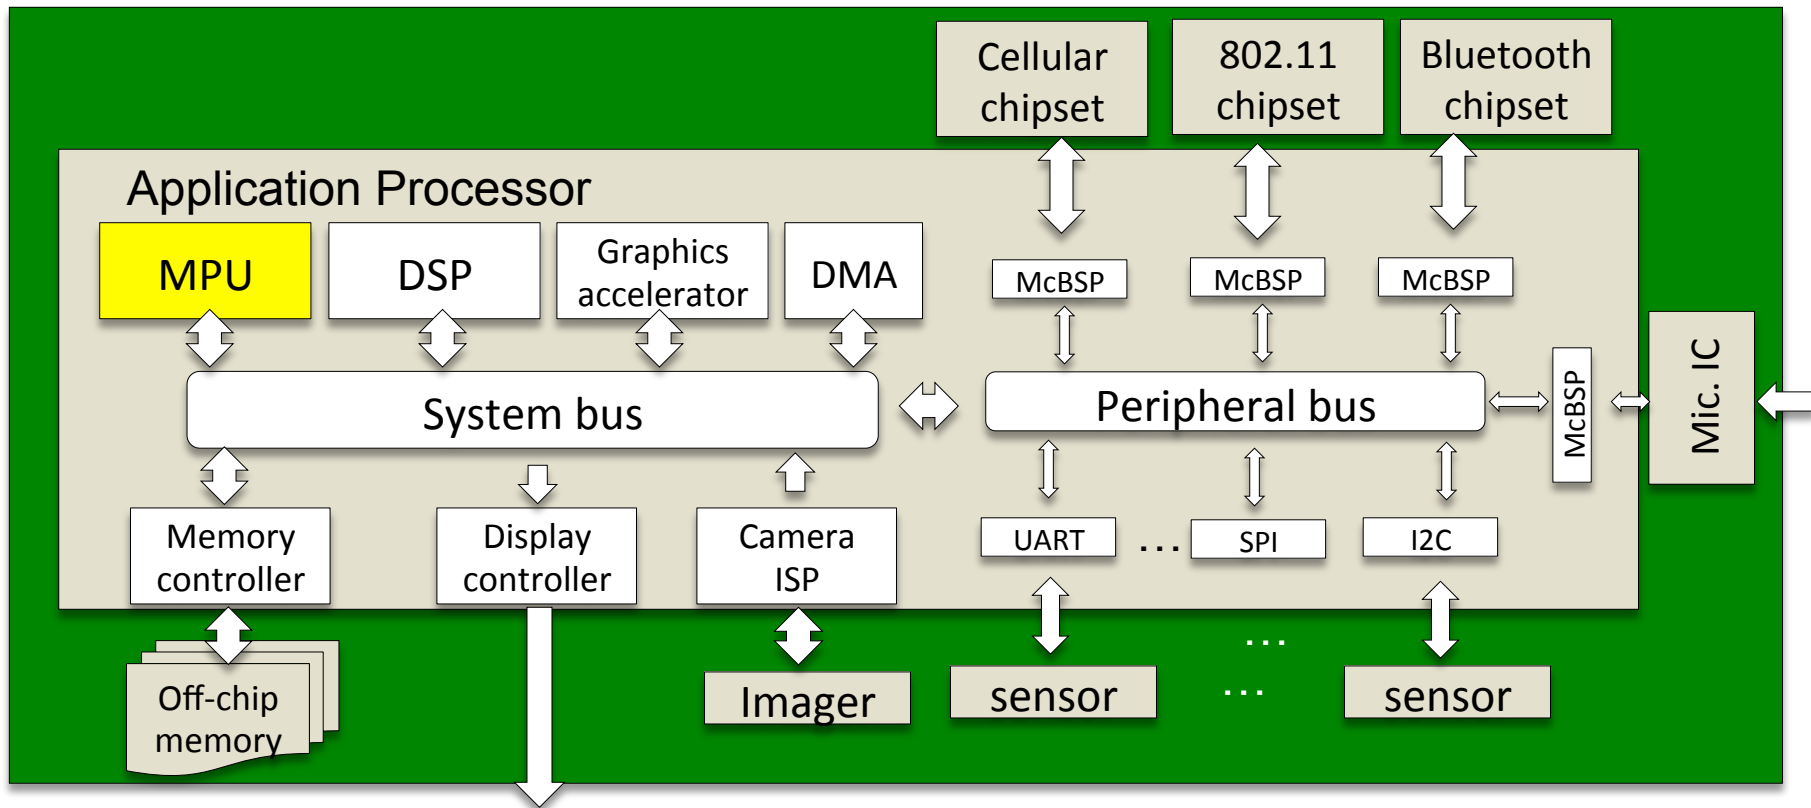 Cellular
chipset
802.11
chipset
Bluetooth
chipset
Application Processor
MPU
DSP
Graphics
accelerator
DMA
McBSP
McBSP
McBSP
System bus
Peripheral bus
McBSP
Mic. IC
Memory
controller
Display
controller
Camera
ISP
UART
...
SPI
I2C
...
Off-chip
memory
Imager
sensor
...
sensor